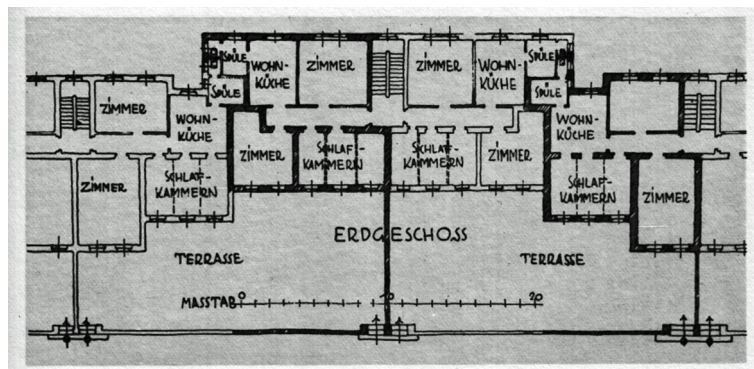 SPÜLE
WOHN-
KÜCHE
ZIMMER
ZIMMER
WOHN-
KÜCHE
SPÜLE
SPÜLE
SPÜLE
ZIMMER
WOHN-
KÜCHE
WOHN-
KÜCHE
ZIMMER
SCHLAF-
KAMMERN
SCHLAF-
KAMMERN
ZIMMER
ZIMMER
SCHLAF-
KAMMERN
SCHLAF-
KAMMERN
ZIMMER
ERDGESCHOSS
TERRASSE
TERRASSE
MASSTAB 0 10 20